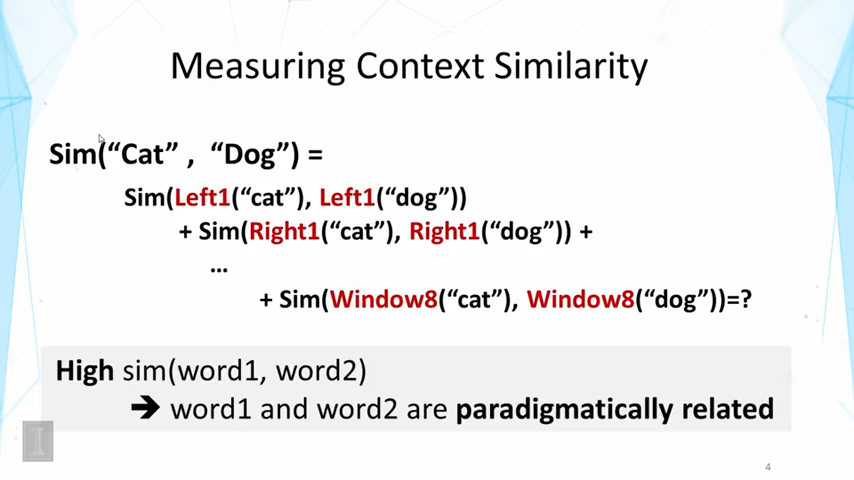 Measuring Context Similarity
Sim(“Cat” , “Dog”) =
Sim(Left1(“cat”), Left1(“dog”))
+ Sim(Right1(“cat”), Right1(“dog”)) +
…
+ Sim(Window8(“cat”), Window8(“dog”))=?
High sim(word1, word2)
➔ word1 and word2 are paradigmatically related
I
4